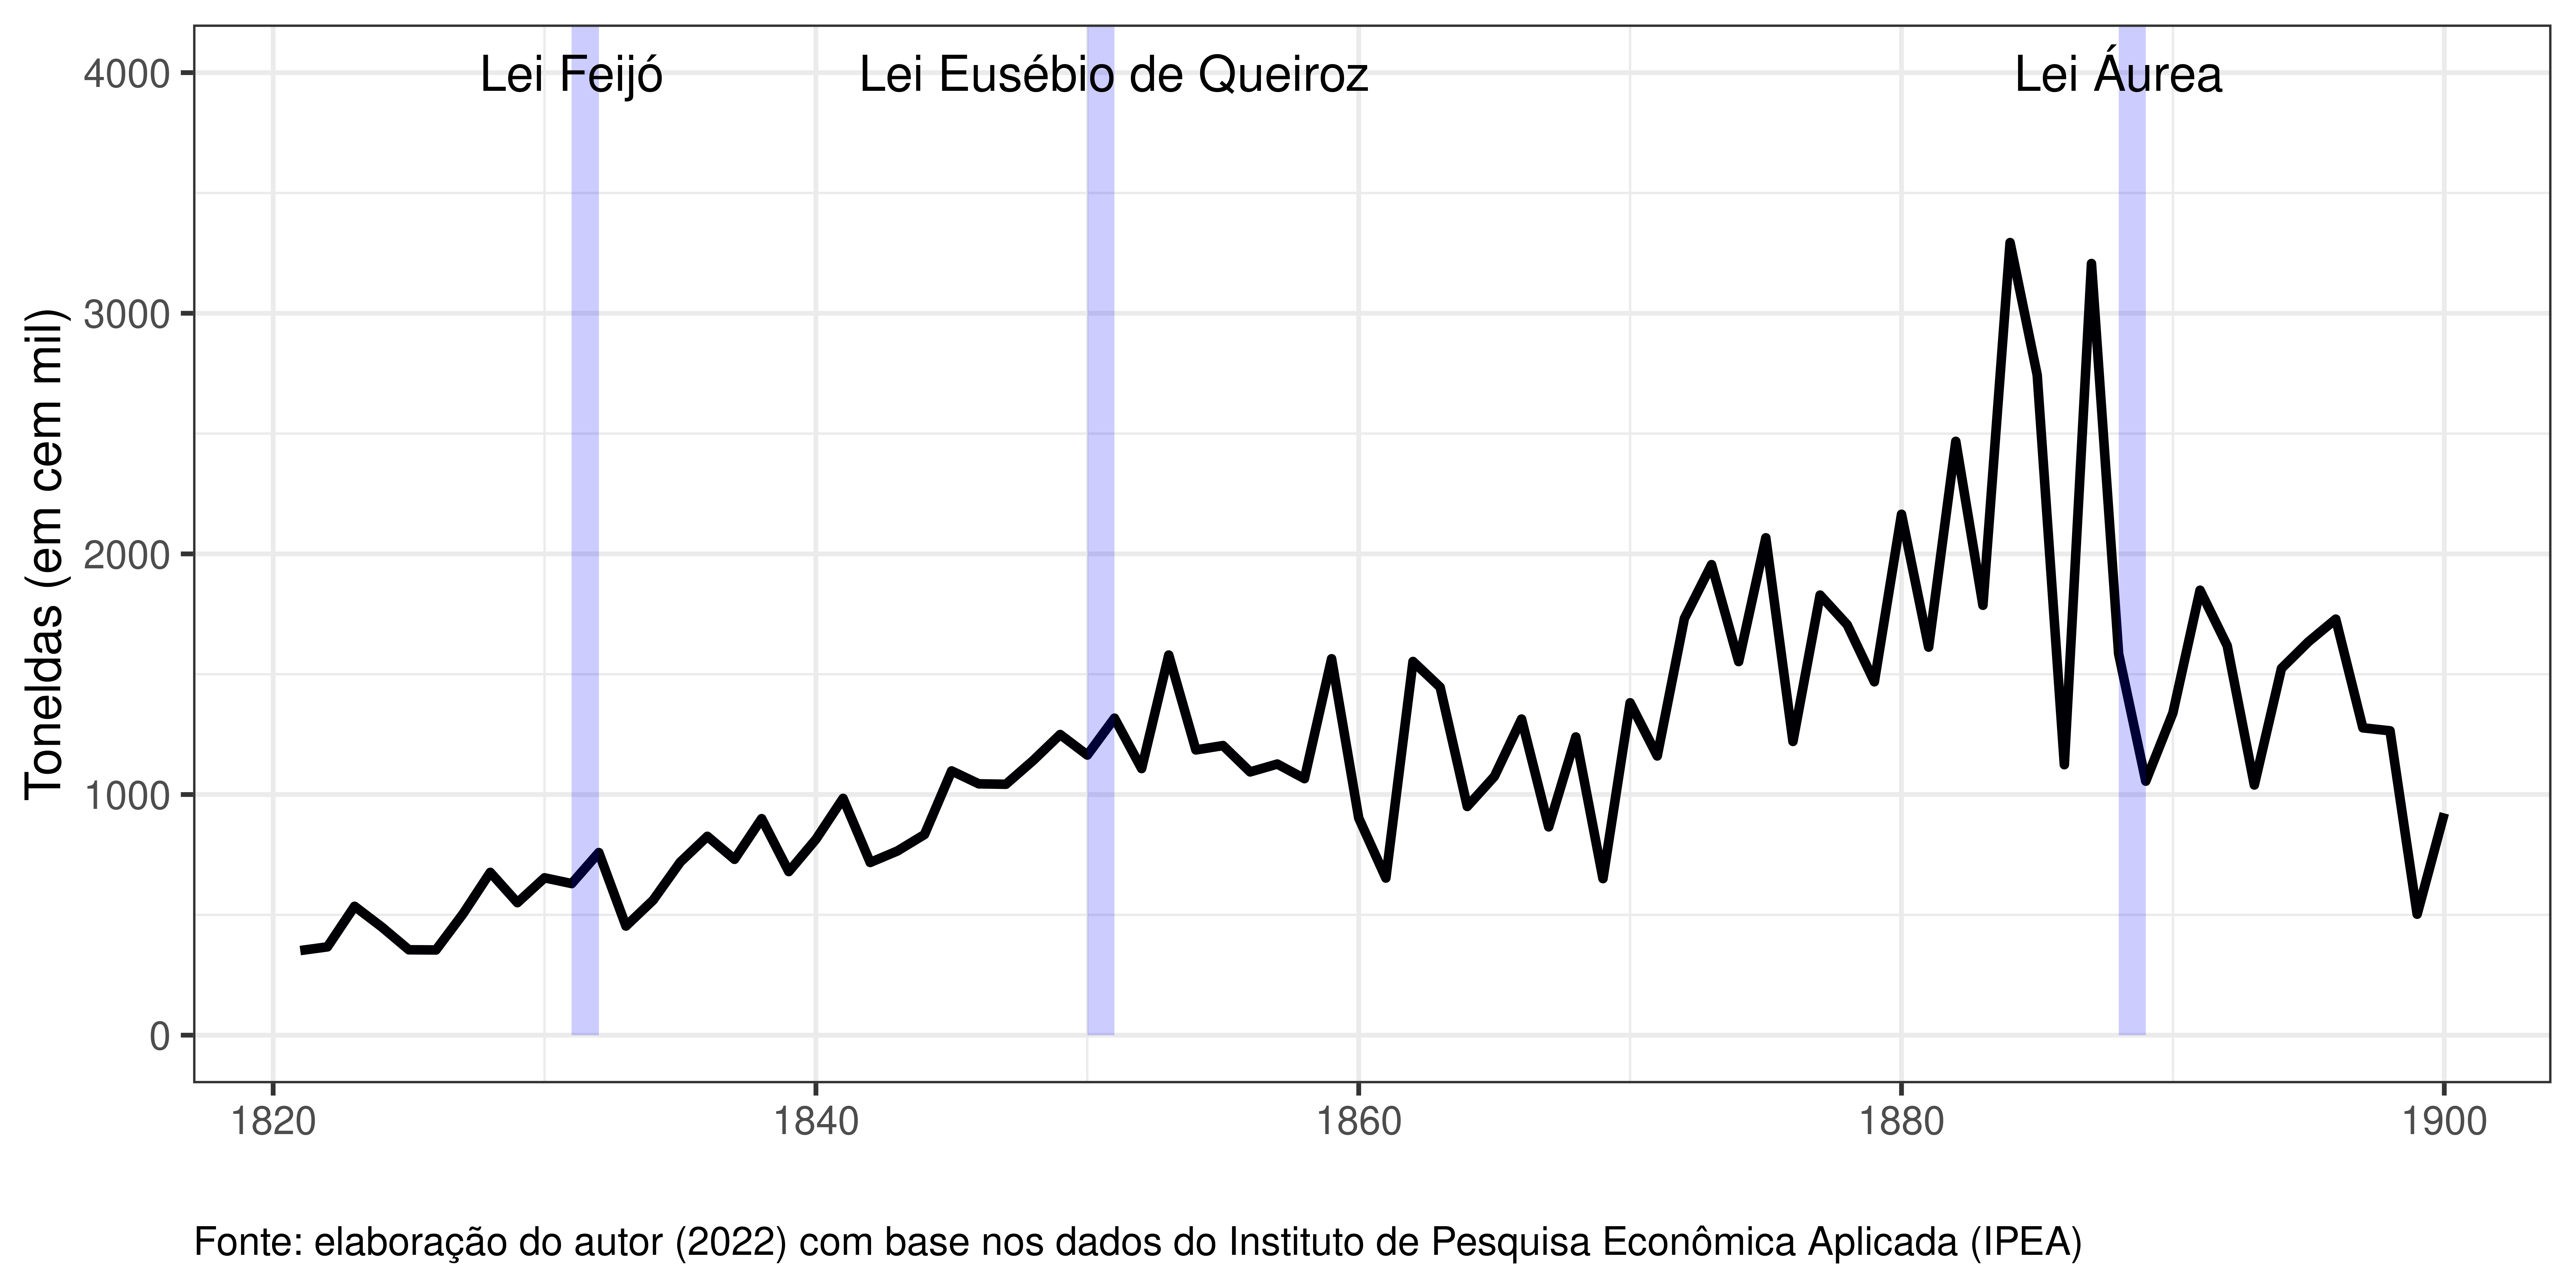 Lei Feijó
Lei Eusébio de Queiroz
Lei Áurea
Toneldas (em cem mil)
4000
3000
2000
1000
0
1820
1840
1860
1880
1900
Fonte: elaboração do autor (2022) com base nos dados do Instituto de Pesquisa Econômica Aplicada (IPEA)